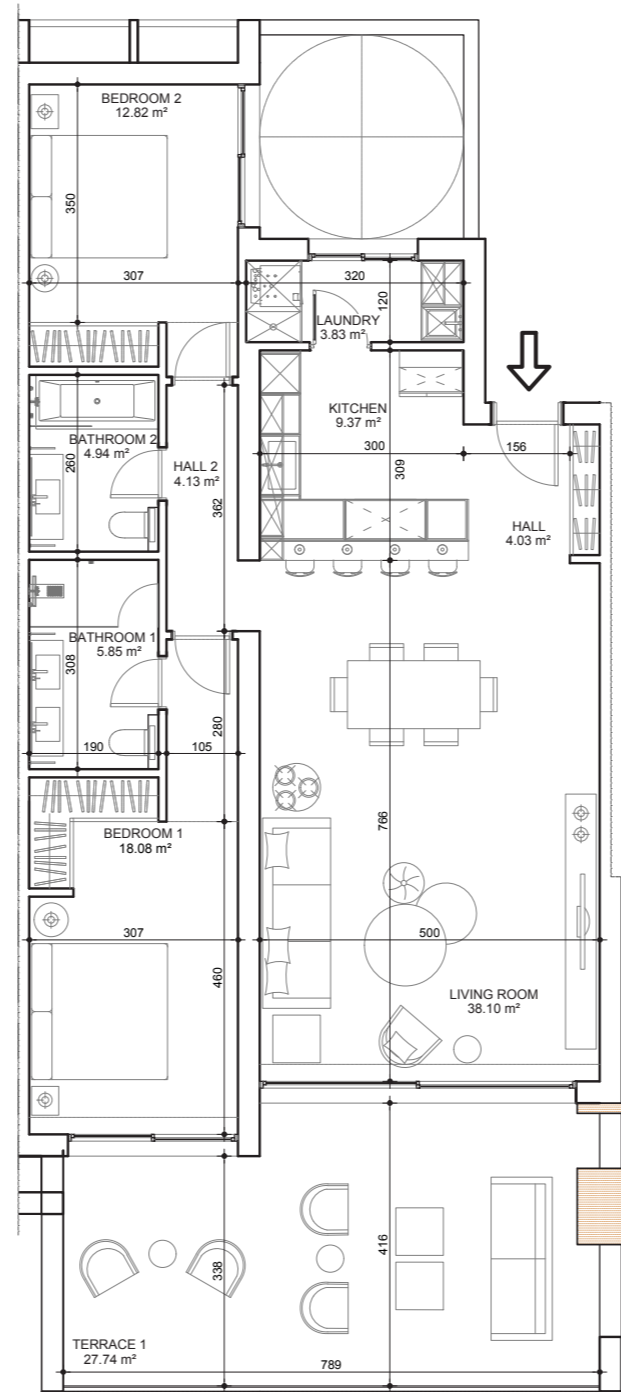 BEDROOM 2
12.82 m²
350
307
320
120
LAUNDRY
3.83 m²
KITCHEN
9.37 m²
300
156
309
BATHROOM 2
4.94 m²
260
HALL 2
4.13 m²
362
HALL
4.03 m²
BATHROOM 1
5.85 m²
308
280
190
105
766
BEDROOM 1
18.08 m²
307
500
460
LIVING ROOM
38.10 m²
416
338
TERRACE 1
27.74 m²
789